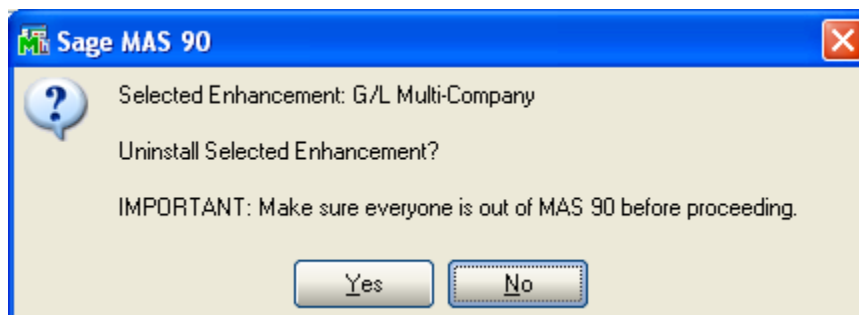 Sage MAS 90
Selected Enhancement: G/L Multi-Company
Uninstall Selected Enhancement?
IMPORTANT: Make sure everyone is out of MAS 90 before proceeding.
Yes No